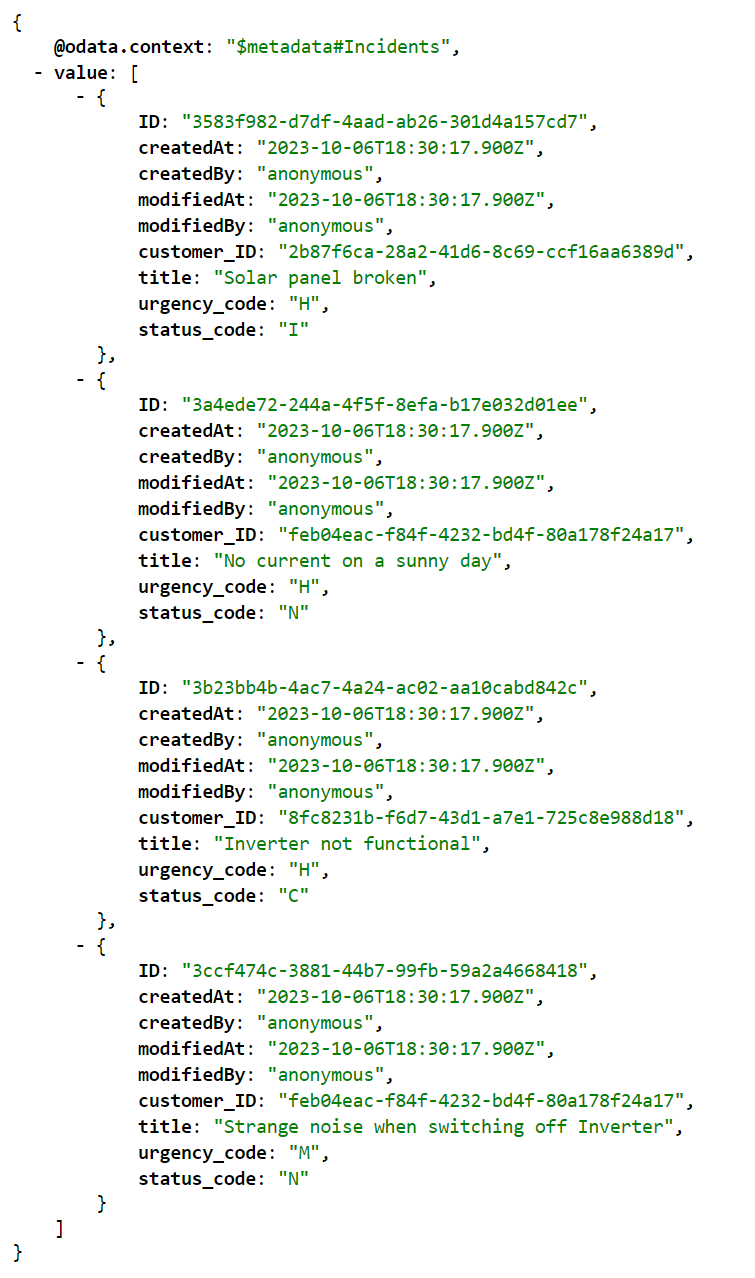 {
@odata.context: "$metadata#Incidents",
- value: [
- {
ID: "3583f982-d7df-4aad-ab26-301d4a157cd7",
createdAt: "2023-10-06T18:30:17.900Z",
createdBy: "anonymous",
modifiedAt: "2023-10-06T18:30:17.900Z",
modifiedBy: "anonymous",
customer_ID: "2b87f6ca-28a2-41d6-8c69-ccf16aa6389d",
title: "Solar panel broken",
urgency_code: "H",
status_code: "I"
},
- {
ID: "3a4ede72-244a-4f5f-8efa-b17e032d01ee",
createdAt: "2023-10-06T18:30:17.900Z",
createdBy: "anonymous",
modifiedAt: "2023-10-06T18:30:17.900Z",
modifiedBy: "anonymous",
customer_ID: "feb04eac-f84f-4232-bd4f-80a178f24a17",
title: "No current on a sunny day",
urgency_code: "H",
status_code: "N"
},
- {
ID: "3b23bb4b-4ac7-4a24-ac02-aa10cabd842c",
createdAt: "2023-10-06T18:30:17.900Z",
createdBy: "anonymous",
modifiedAt: "2023-10-06T18:30:17.900Z",
modifiedBy: "anonymous",
customer_ID: "8fc8231b-f6d7-43d1-a7e1-725c8e988d18",
title: "Inverter not functional",
urgency_code: "H",
status_code: "C"
},
- {
ID: "3ccf474c-3881-44b7-99fb-59a2a4668418",
createdAt: "2023-10-06T18:30:17.900Z",
createdBy: "anonymous",
modifiedAt: "2023-10-06T18:30:17.900Z",
modifiedBy: "anonymous",
customer_ID: "feb04eac-f84f-4232-bd4f-80a178f24a17",
title: "Strange noise when switching off Inverter",
urgency_code: "M",
status_code: "N"
}
]
}